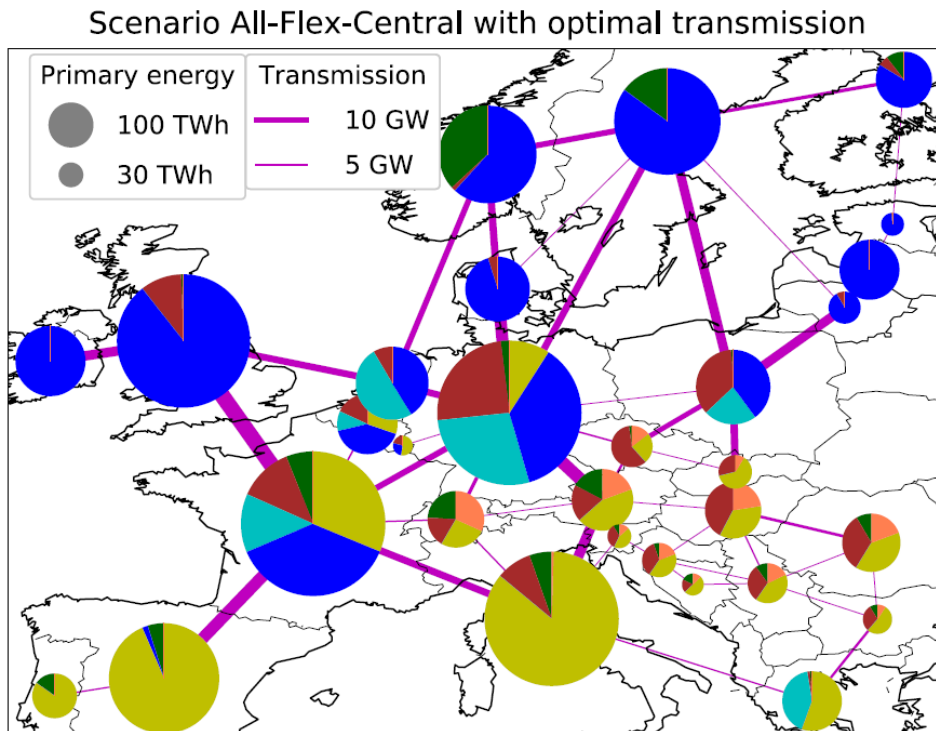 Scenario All-Flex-Central with optimal transmission
Primary energy
100 TWh
30 TWh
Transmission
10 GW
5 GW